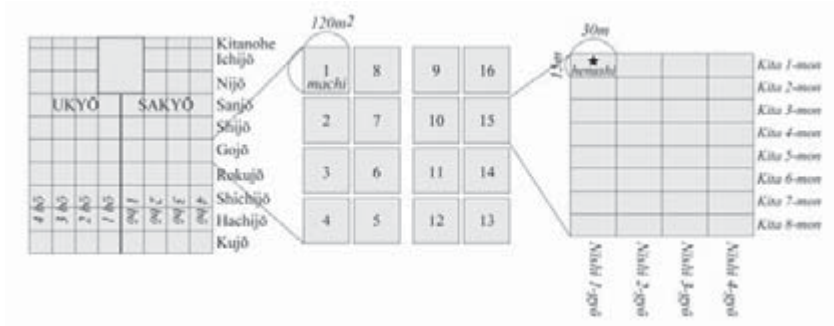 Kitanohe
Ichijō
Nijō
Sanjō
Shijō
Gojō
Rokujō
Shichijō
Hachijō
Kujō
UKYŌ SAKYŌ
4 bō 3 bō 2 bō 1 bō 1 bō 2 bō 3 bō 4 bō
120m2
1 8 9 16
machi
2 7 10 15
3 6 11 14
4 5 12 13
30m
15m
★
henushi
Kita 1-mon
Kita 2-mon
Kita 3-mon
Kita 4-mon
Kita 5-mon
Kita 6-mon
Kita 7-mon
Kita 8-mon
Nishi 1-gyō
Nishi 2-gyō
Nishi 3-gyō
Nishi 4-gyō